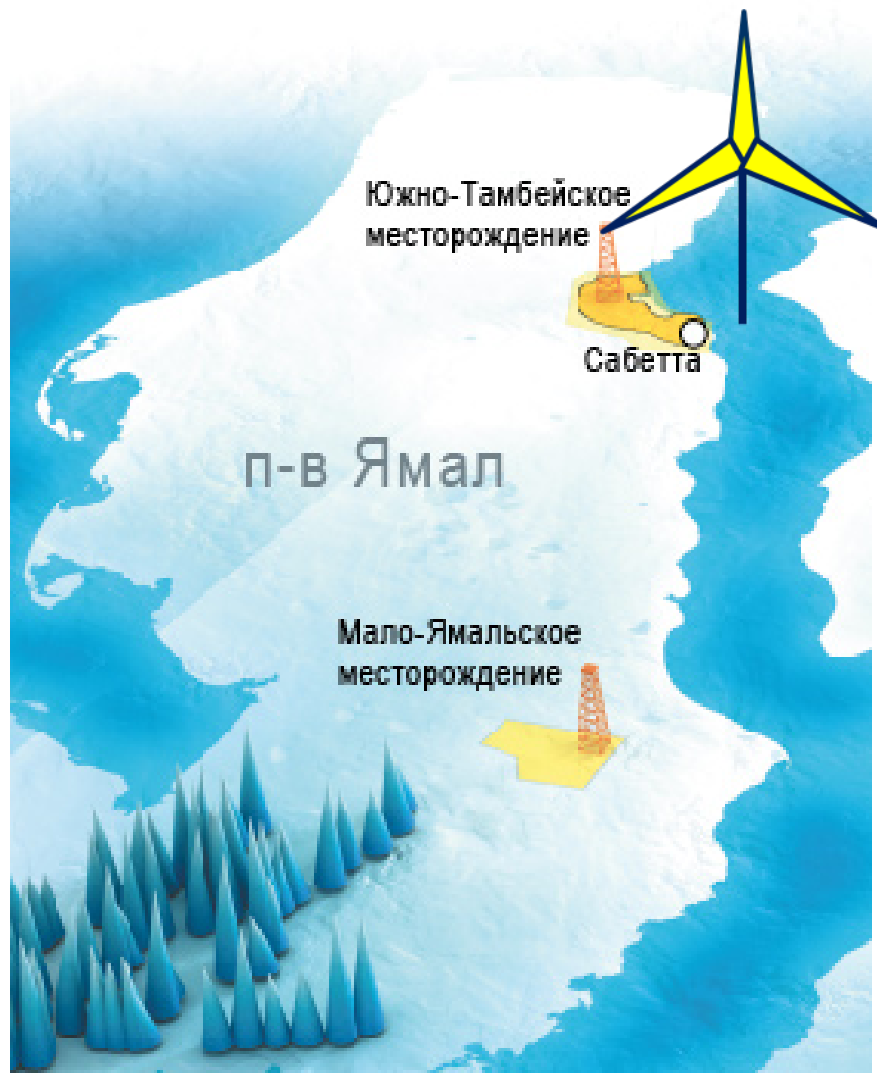 Южно-Тамбейское
месторождение
Сабетта
п-в Ямал
Мало-Ямальское
месторождение